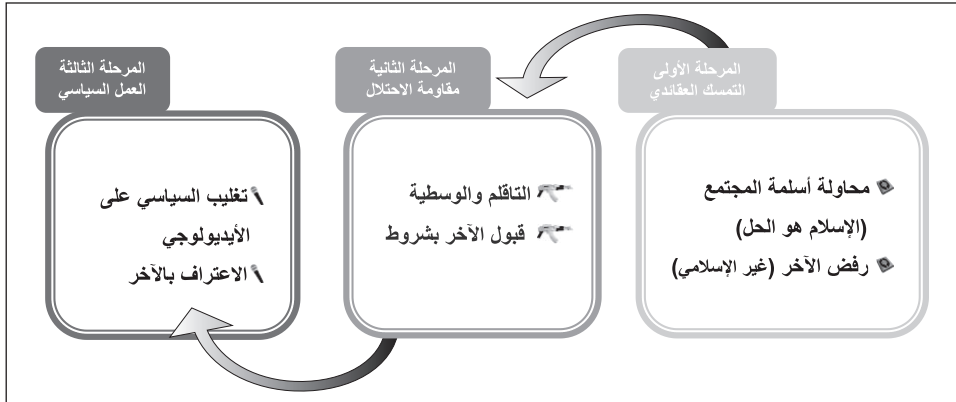 المرحلة الأولى
التمسك العقائدي
محاولة أسلمة المجتمع
(الإسلام هو الحل)
رفض الآخر (غير الإسلامي)
المرحلة الثانية
مقاومة الاحتلال
التاقلم والوسطية
قبول الآخر بشروط
المرحلة الثالثة
العمل السياسي
تغليب السياسي على
الأيديولوجي
الاعتراف بالآخر